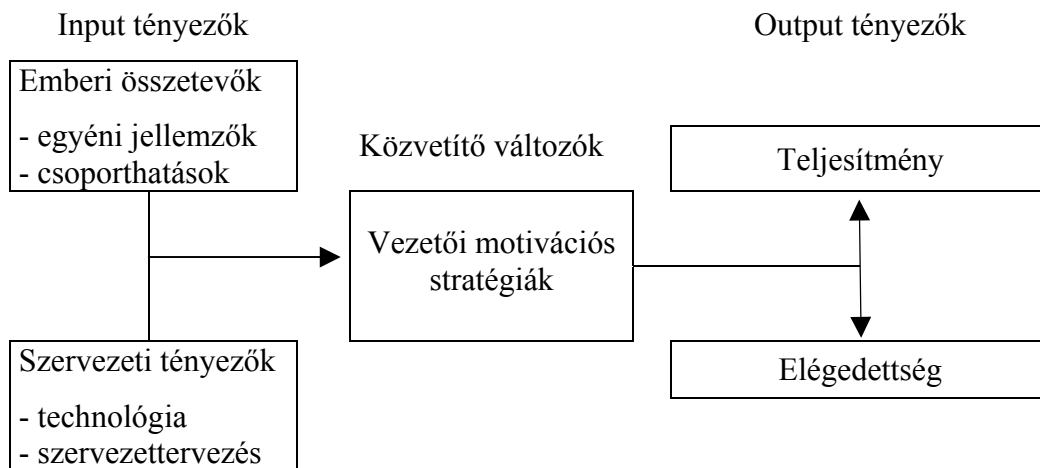 Input tényezők
Output tényezők
Emberi összetevők
- egyéni jellemzők
- csoporthatások
Közvetítő változók
Teljesítmény
Vezetői motivációs
stratégiák
Szervezeti tényezők
- technológia
- szervezettervezés
Elégedettség